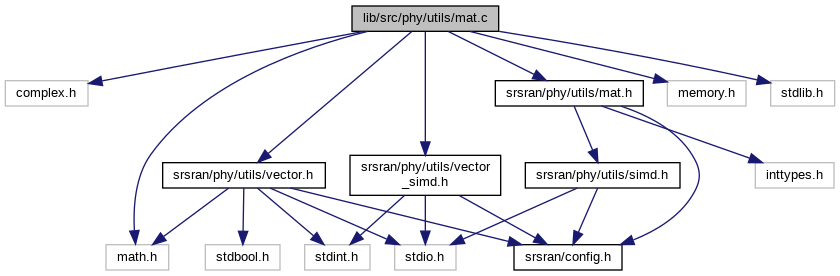 lib/src/phy/utils/mat.c
complex.h
srsran/phy/utils/mat.h
memory.h
stdlib.h
srsran/phy/utils/vector.h
srsran/phy/utils/vector
_simd.h
srsran/phy/utils/simd.h
inttypes.h
math.h
stdbool.h
stdint.h
stdio.h
srsran/config.h